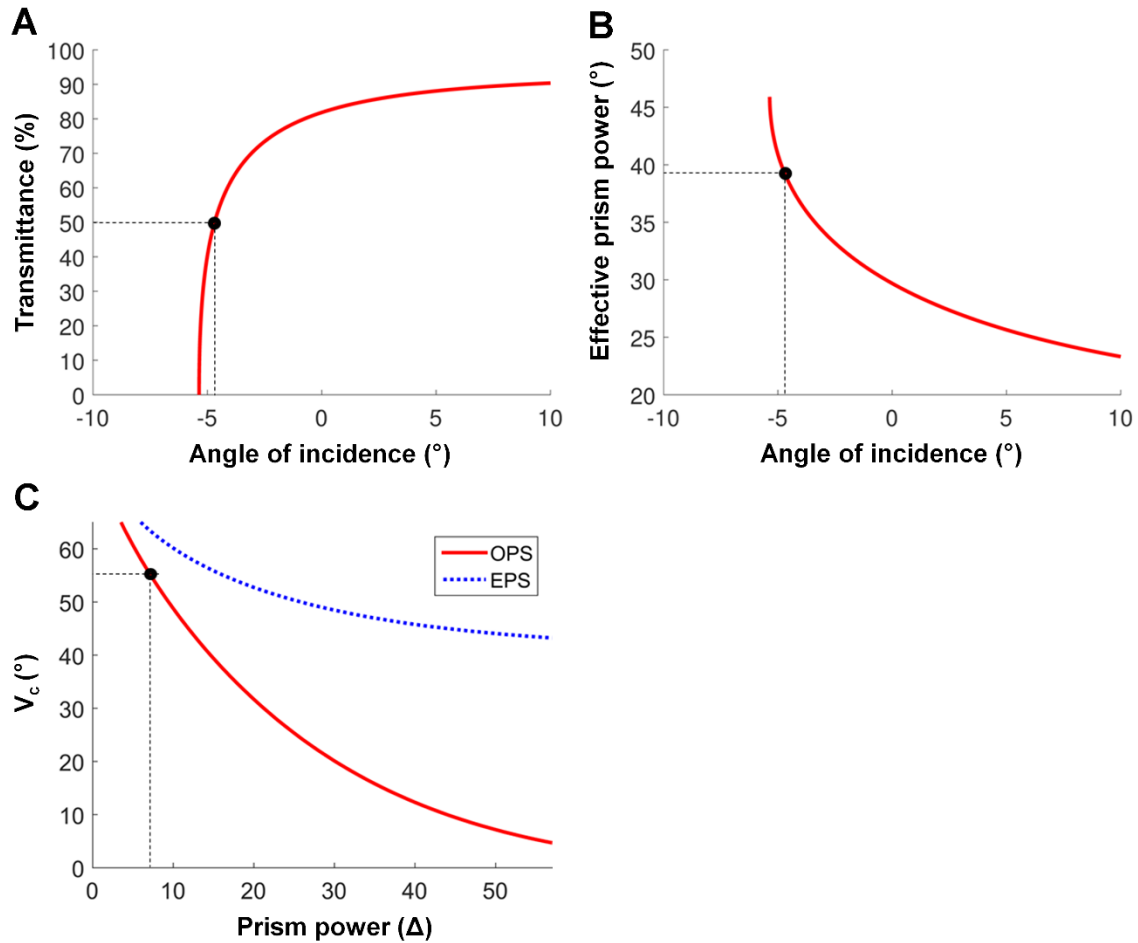 A
Transmittance (%)
100
90
80
70
60
50
40
30
20
10
0
-10 -5 0 5 10
Angle of incidence (°)
B
Effective prism power (°)
50
45
40
35
30
25
20
-10 -5 0 5 10
Angle of incidence (°)
C
V_c (°)
60
50
40
30
20
10
0
OPS
EPS
0 10 20 30 40 50
Prism power (Δ)